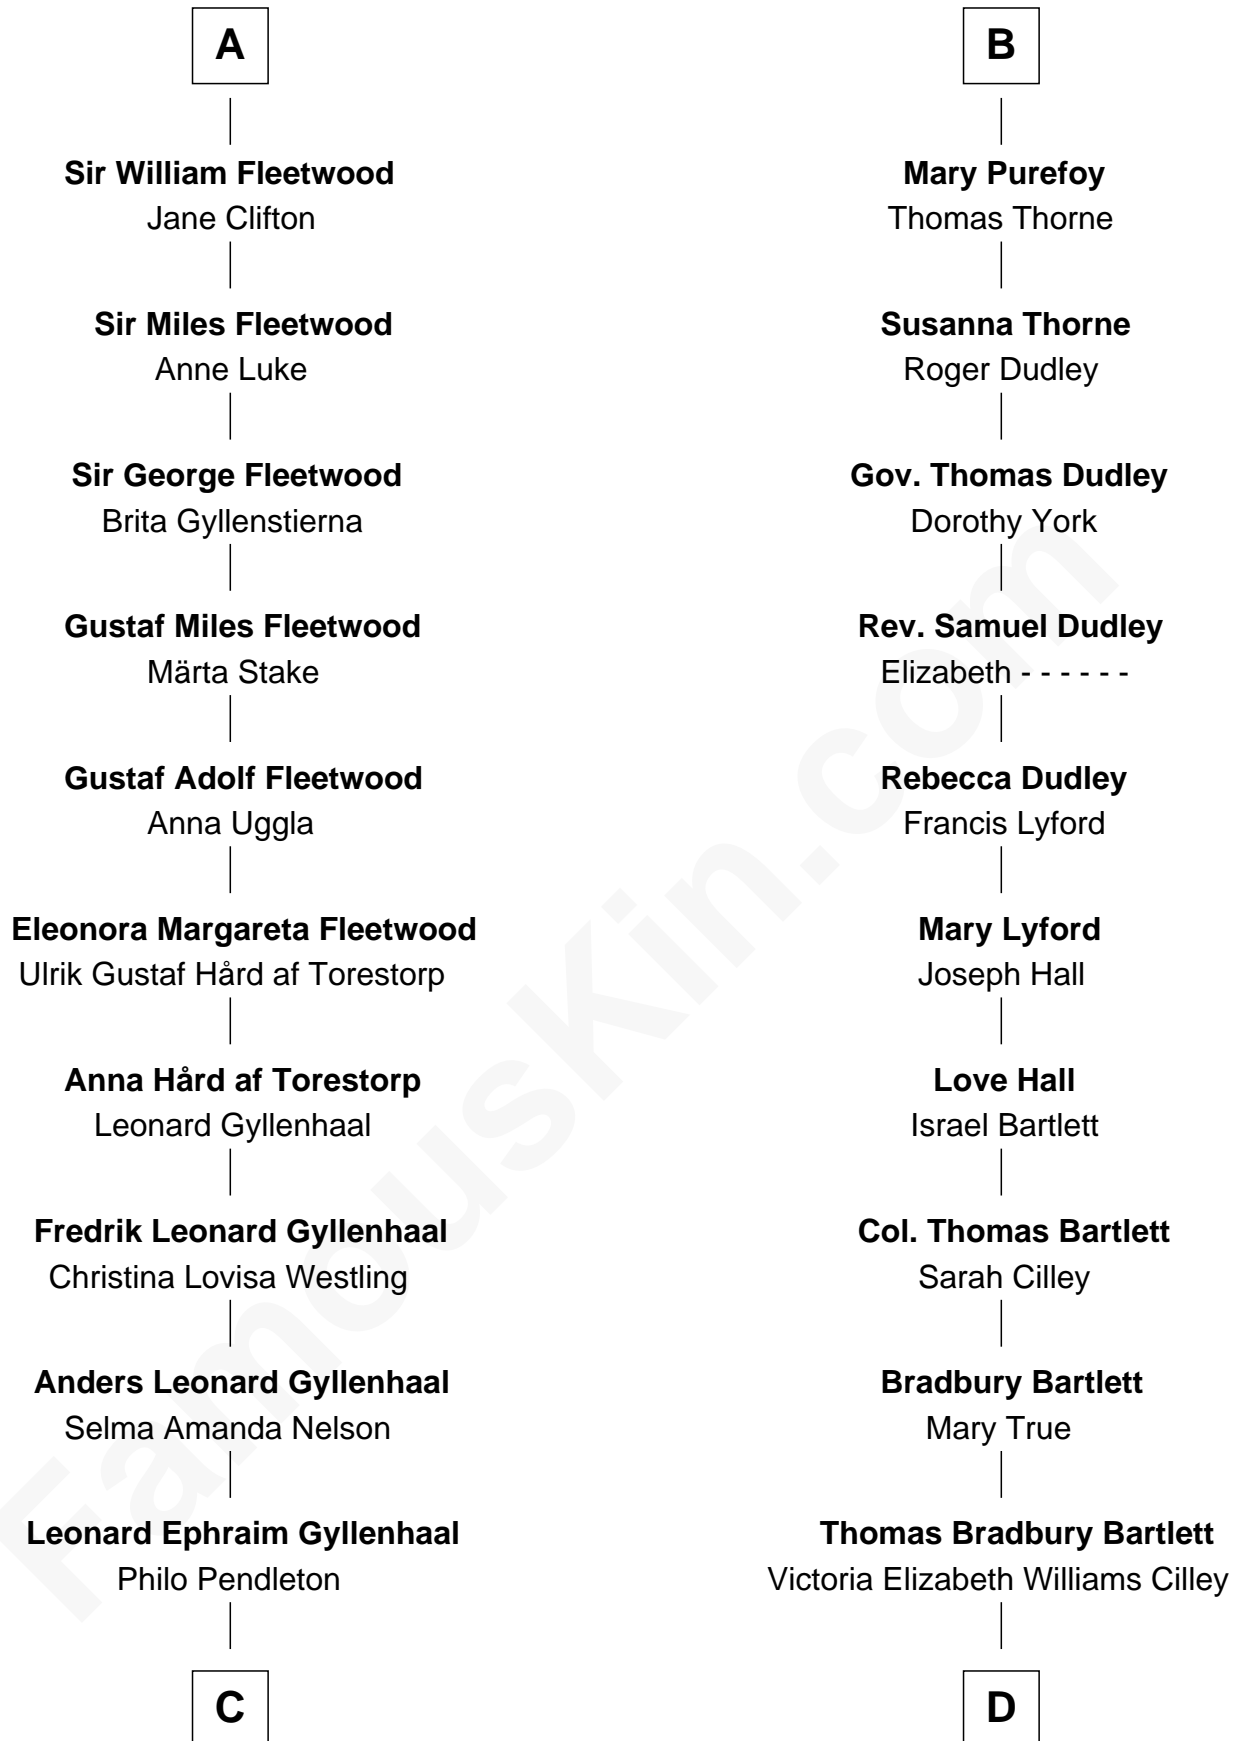 A
Sir William Fleetwood
Jane Clifton
Sir Miles Fleetwood
Anne Luke
Sir George Fleetwood
Brita Gyllenstierna
Gustaf Miles Fleetwood
Märta Stake
Gustaf Adolf Fleetwood
Anna Uggla
Eleonora Margareta Fleetwood
Ulrik Gustaf Hård af Torestorp
Anna Hård af Torestorp
Leonard Gyllenhaal
Fredrik Leonard Gyllenhaal
Christina Lovisa Westling
Anders Leonard Gyllenhaal
Selma Amanda Nelson
Leonard Ephraim Gyllenhaal
Philo Pendleton
C
B
Mary Purefoy
Thomas Thorne
Susanna Thorne
Roger Dudley
Gov. Thomas Dudley
Dorothy York
Rev. Samuel Dudley
Elizabeth - - - - - -
Rebecca Dudley
Francis Lyford
Mary Lyford
Joseph Hall
Love Hall
Israel Bartlett
Col. Thomas Bartlett
Sarah Cilley
Bradbury Bartlett
Mary True
Thomas Bradbury Bartlett
Victoria Elizabeth Williams Cilley
D
FamousKin.com